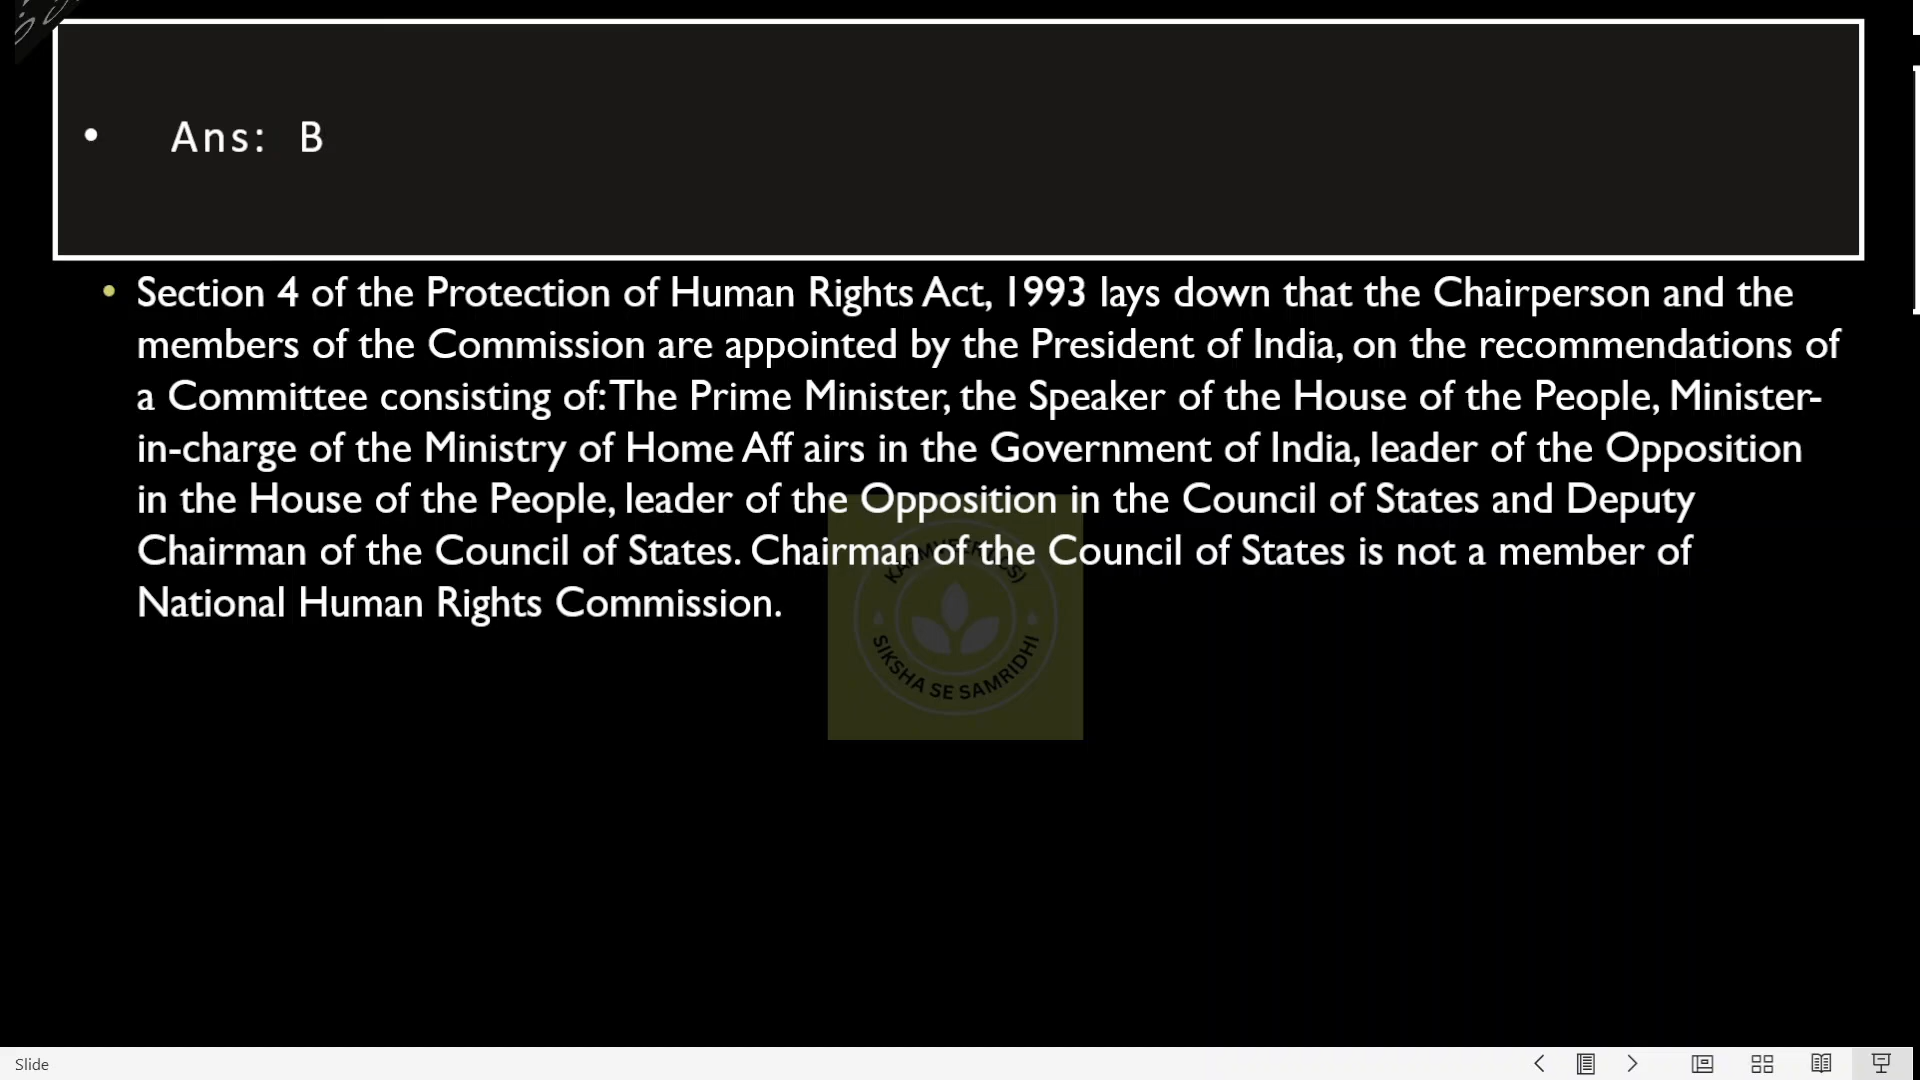 • Ans: B
• Section 4 of the Protection of Human Rights Act, 1993 lays down that the Chairperson and the
members of the Commission are appointed by the President of India, on the recommendations of
a Committee consisting of: The Prime Minister, the Speaker of the House of the People, Minister-
in-charge of the Ministry of Home Aff airs in the Government of India, leader of the Opposition
in the House of the People, leader of the Opposition in the Council of States and Deputy
Chairman of the Council of States. Chairman of the Council of States is not a member of
National Human Rights Commission.
SIKSHA SE SAMRIDHI
Slide